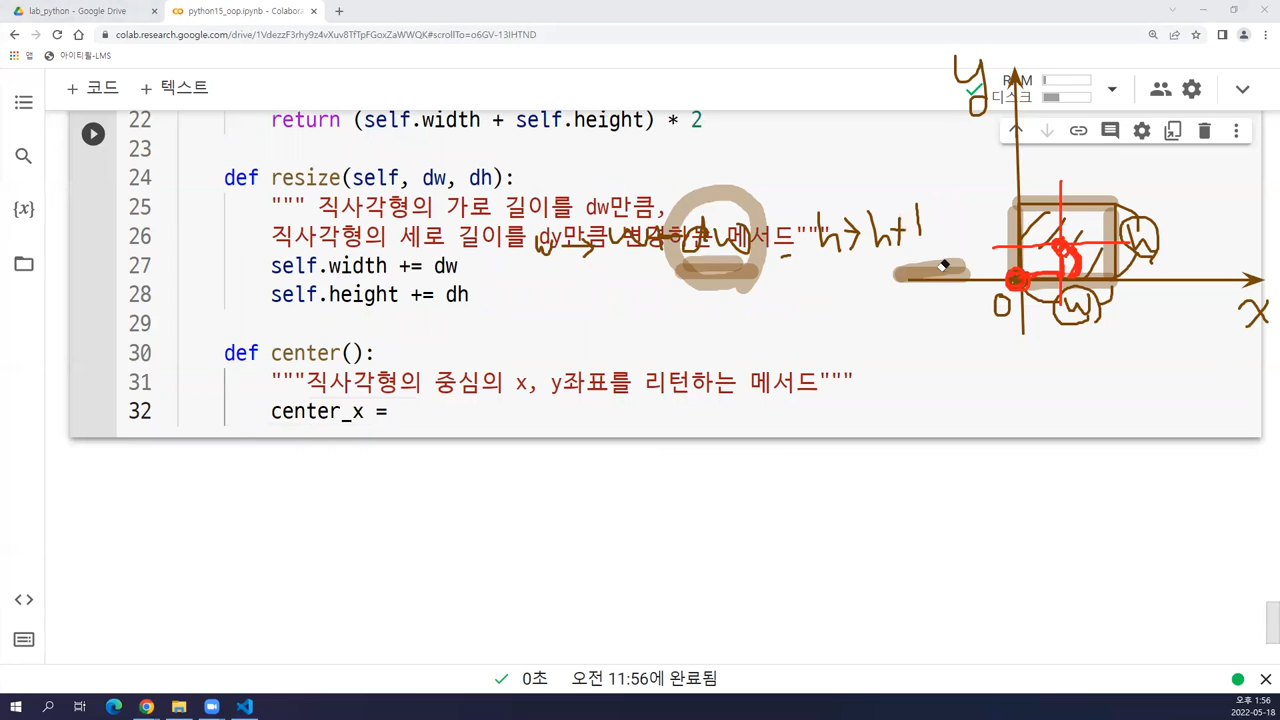 lab_python - Google Drive
python15_oop.ipynb - Colabora
colab.research.google.com/drive/1VdezzF3rhy9z4vXuv8TfTpFGoxZaWWQK#scrollTo=o6GV-13IHTND
앱
아이티윌-LMS
+ 코드 + 텍스트
RAM
디스크
22 return (self.width + self.height) * 2
23
24 def resize(self, dw, dh):
25 """ 직사각형의 가로 길이를 dw만큼,
26 직사각형의 세로 길이를 dy만큼 변경하는 메서드"""
27 self.width += dw
28 self.height += dh
29
30 def center():
31 """직사각형의 중심의 x, y좌표를 리턴하는 메서드"""
32 center_x =
w → w + dw
h > h+1
y
0
h
0
w
x
0초 오전 11:56에 완료됨
오후 1:56
2022-05-18